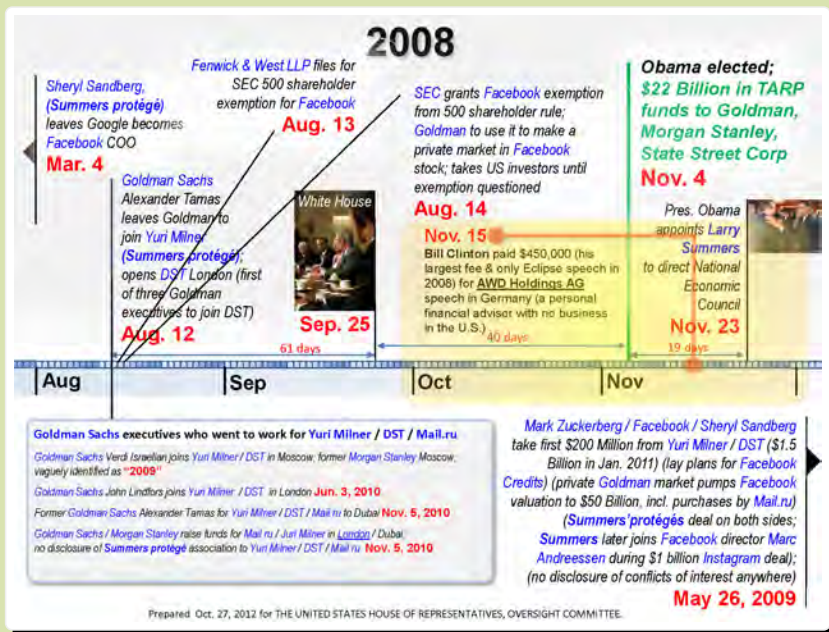 2008
Sheryl Sandberg,
(Summers protégé)
leaves Google becomes
Facebook COO
Mar. 4
Fenwick & West LLP files for
SEC 500 shareholder
exemption for Facebook
Aug. 13
Goldman Sachs
Alexander Tamas
leaves Goldman to
join Yuri Milner
(Summers protégé);
opens DST London (first
of three Goldman
executives to join DST)
Aug. 12
White House
Sep. 25
SEC grants Facebook exemption
from 500 shareholder rule;
Goldman to use it to make a
private market in Facebook
stock; takes US investors until
exemption questioned
Aug. 14
Nov. 15
Bill Clinton paid $450,000 (his
largest fee & only Eclipse speech in
2008) for AWD Holdings AG
speech in Germany (a personal
financial advisor with no business
in the U.S.)
Obama elected;
$22 Billion in TARP
funds to Goldman,
Morgan Stanley,
State Street Corp
Nov. 4
Pres. Obama
appoints Larry
Summers
to direct National
Economic
Council
Nov. 23
61 days
40 days
19 days
Aug
Sep
Oct
Nov
Goldman Sachs executives who went to work for Yuri Milner / DST / Mail.ru
Goldman Sachs Verdi Israelian joins Yuri Milner / DST in Moscow; former Morgan Stanley Moscow;
vaguely identified as "2009"
Goldman Sachs John Lindfors joins Yuri Milner / DST in London Jun. 3, 2010
Former Goldman Sachs Alexander Tamas for Yuri Milner / DST / Mail.ru to Dubai Nov. 5, 2010
Goldman Sachs / Morgan Stanley raise funds for Mail.ru / Juri Milner in London / Dubai,
no disclosure of Summers protégé association to Yuri Milner / DST / Mail.ru Nov. 5, 2010
Mark Zuckerberg / Facebook / Sheryl Sandberg
take first $200 Million from Yuri Milner / DST ($1.5
Billion in Jan. 2011) (lay plans for Facebook
Credits) (private Goldman market pumps Facebook
valuation to $50 Billion, incl. purchases by Mail.ru)
(Summers'protégés deal on both sides;
Summers later joins Facebook director Marc
Andreessen during $1 billion Instagram deal);
(no disclosure of conflicts of interest anywhere)
May 26, 2009
Prepared Oct. 27, 2012 for THE UNITED STATES HOUSE OF REPRESENTATIVES, OVERSIGHT COMMITTEE.